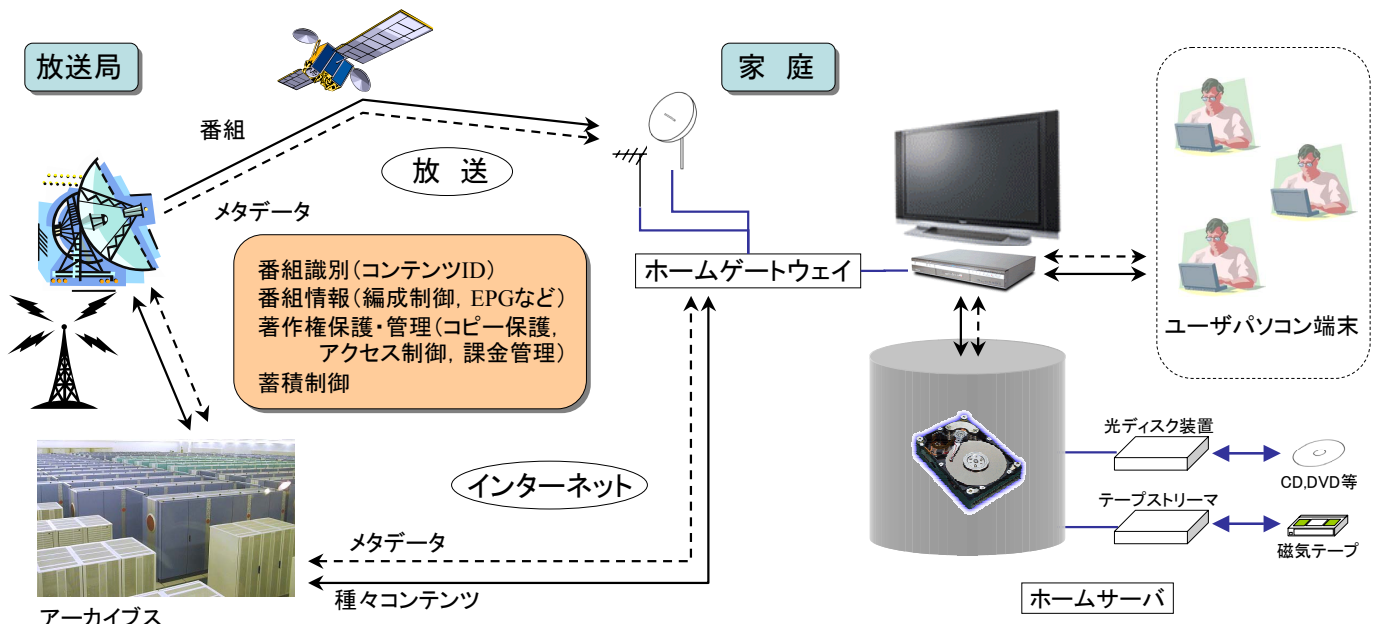 放送局
家 庭
番組
放 送
メタデータ
番組識別(コンテンツID)
番組情報(編成制御, EPGなど)
著作権保護・管理(コピー保護,
アクセス制御, 課金管理)
蓄積制御
ホームゲートウェイ
ユーザパソコン端末
光ディスク装置
CD,DVD等
テープストリーマ
磁気テープ
インターネット
メタデータ
種々コンテンツ
アーカイブス
ホームサーバ